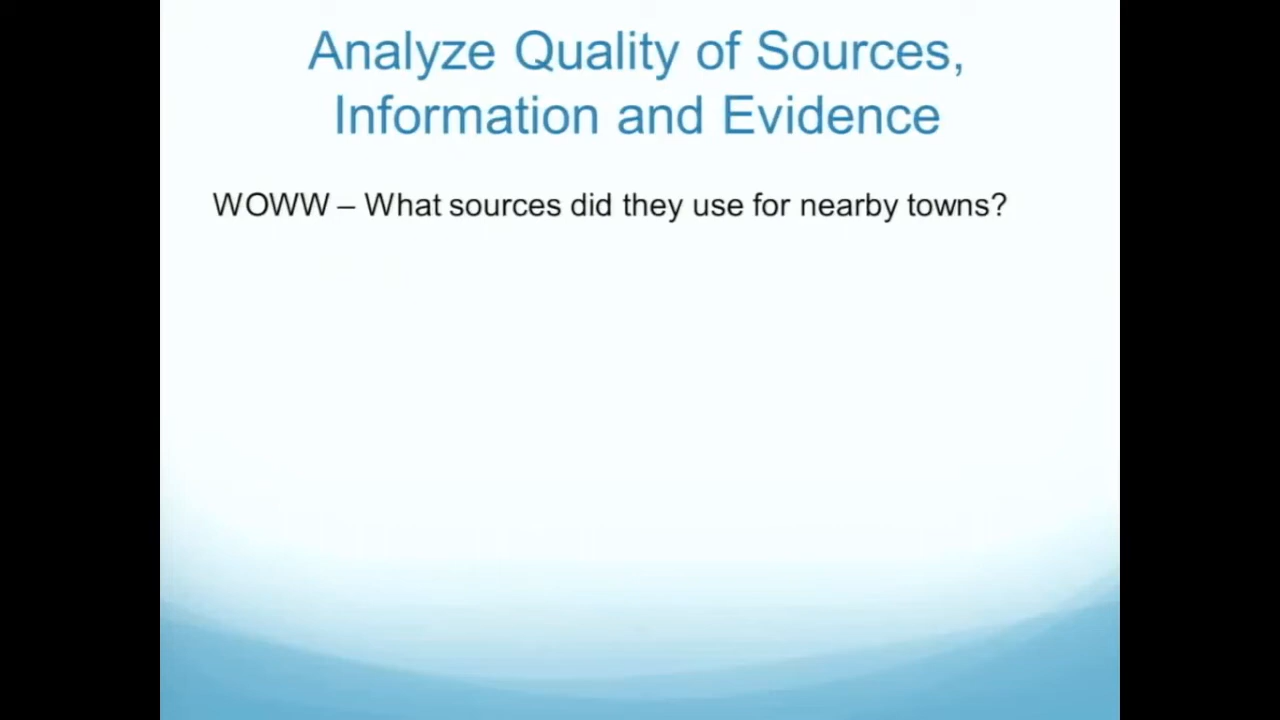 Analyze Quality of Sources,
Information and Evidence
WOWW – What sources did they use for nearby towns?